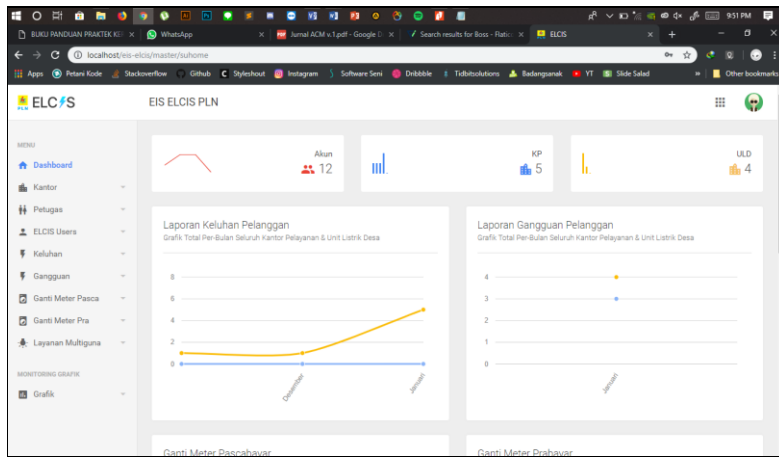 9:51 PM
BUKU PANDUAN PRAKTEK KER
WhatsApp
Jurnal ACM v.1.pdf - Google D
Search results for Boss - Flatic
ELCIS
localhost/eis-elcis/master/suhome
Apps
Petani Kode
Stackoverflow
Github
Styleshout
Instagram
Software Seni
Dribbble
Tidbitsolutions
Badangsanak
YT
Slide Salad
Other bookmarks
PLN
ELC⚡S
EIS ELCIS PLN
MENU
Dashboard
Kantor
Petugas
ELCIS Users
Keluhan
Gangguan
Ganti Meter Pasca
Ganti Meter Pra
Layanan Multiguna
MONITORING GRAFIK
Grafik
Akun
12
KP
5
ULD
4
Laporan Keluhan Pelanggan
Grafik Total Per-Bulan Seluruh Kantor Pelayanan & Unit Listrik Desa
8
6
4
2
0
Desember
Januari
Laporan Gangguan Pelanggan
Grafik Total Per-Bulan Seluruh Kantor Pelayanan & Unit Listrik Desa
4
3
2
1
0
Januari
Ganti Meter Pascabayar
Ganti Meter Prabayar